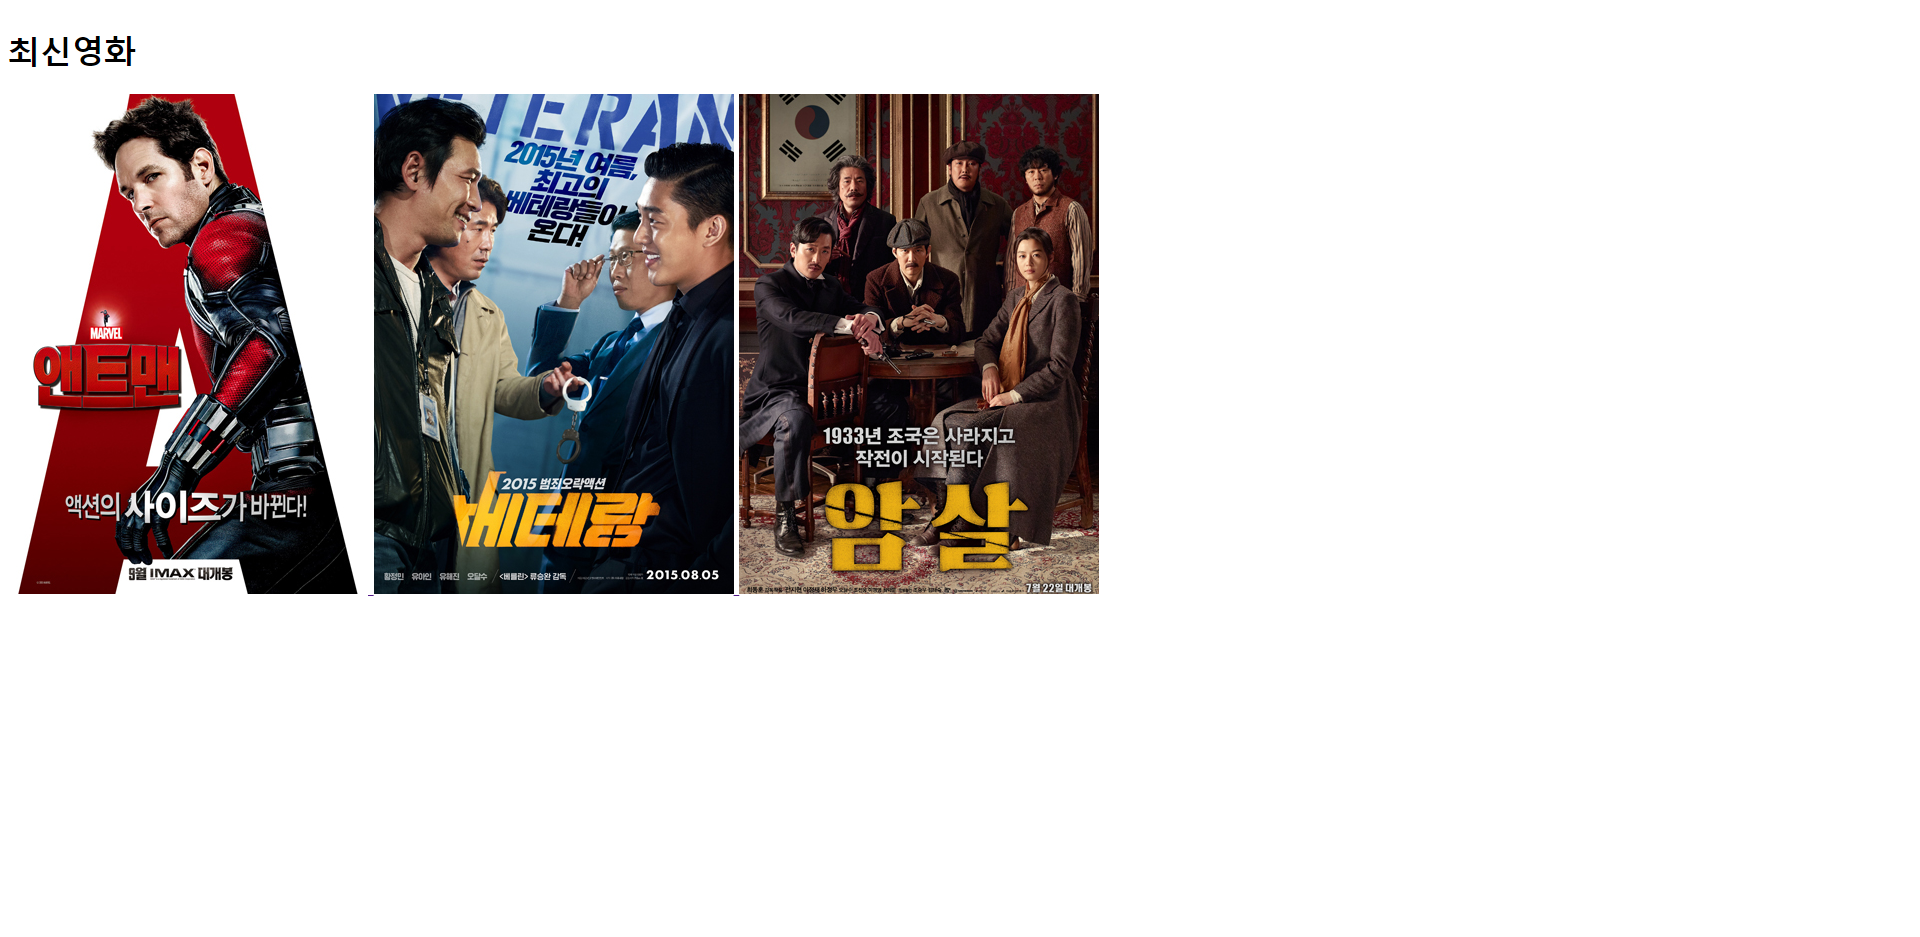 최신영화
MARVEL
앤트맨
액션의 사이즈가 바뀐다!
9월 IMAX 대개봉
VETERAN
2015년 여름,
최고의
베테랑들이
온다!
2015 범죄오락액션
베테랑
황정민 유아인 유해진 오달수 <베를린> 류승완 감독
2015.08.05
1933년 조국은 사라지고
작전이 시작된다
암살
7월 22일 대개봉